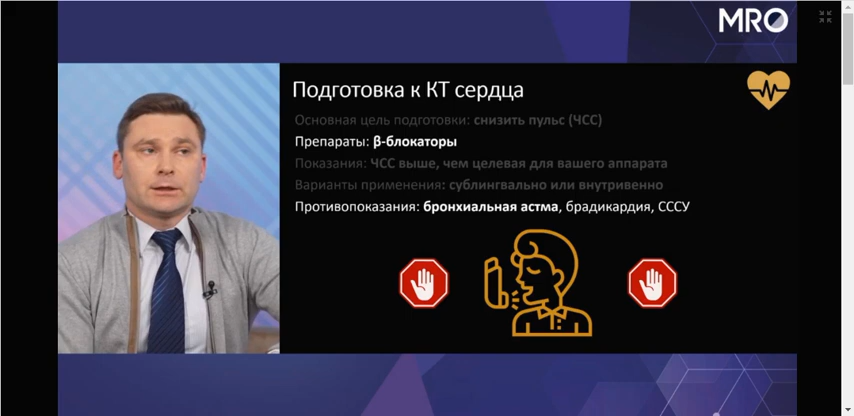 MRO
Подготовка к КТ сердца
Основная цель подготовки: снизить пульс (ЧСС)
Препараты: β-блокаторы
Показания: ЧСС выше, чем целевая для вашего аппарата
Варианты применения: сублингвально или внутривенно
Противопоказания: бронхиальная астма, брадикардия, СССУ